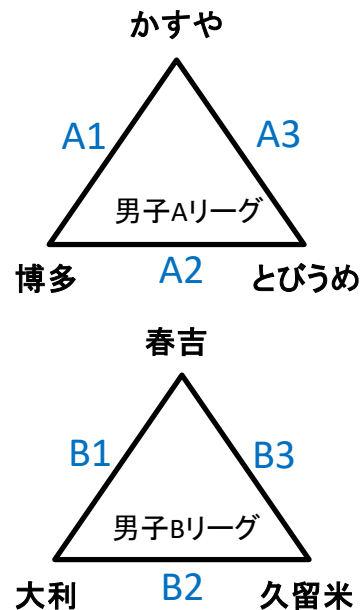 かすや
A1
A3
男子Aリーグ
博多
A2
とびうめ
春吉
B1
B3
男子Bリーグ
大利
B2
久留米